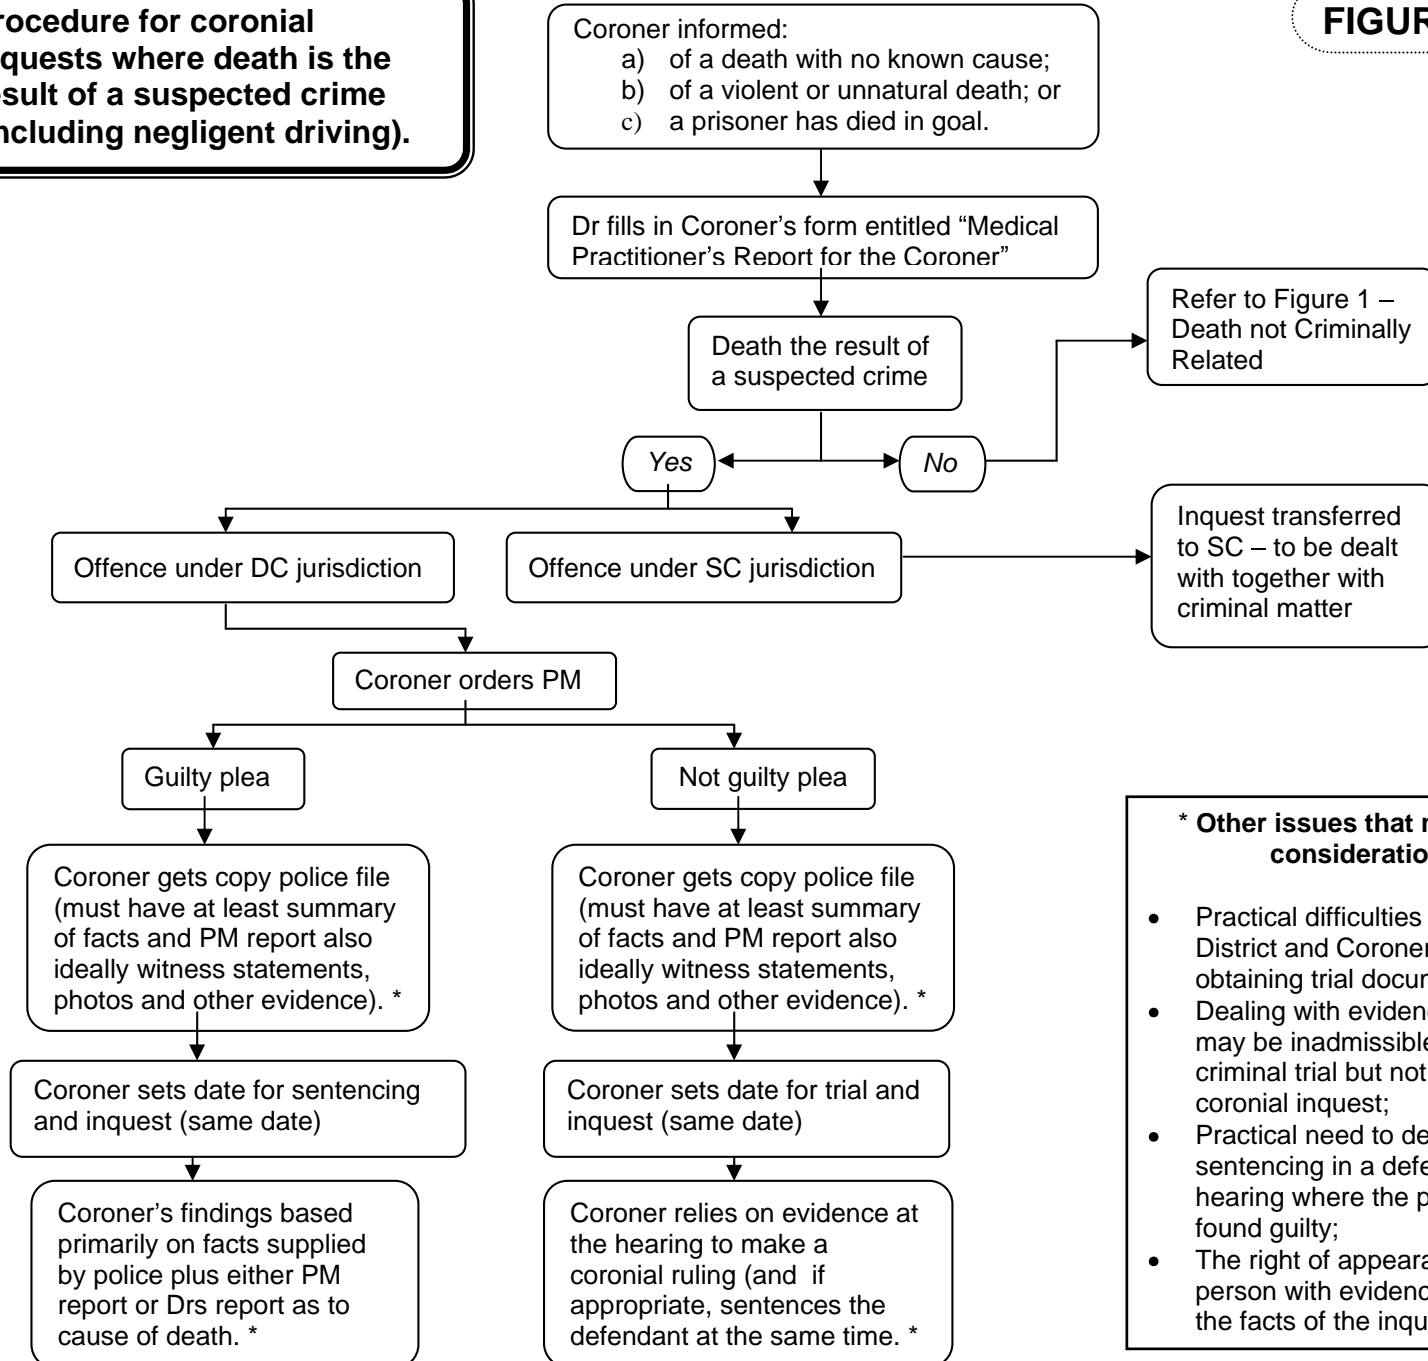 rocedure for coronial
quests where death is the
sult of a suspected crime
ncluding negligent driving).
FIGUR
Coroner informed:
a) of a death with no known cause;
b) of a violent or unnatural death; or
c) a prisoner has died in goal.
Dr fills in Coroner’s form entitled “Medical
Practitioner’s Report for the Coroner”
Death the result of
a suspected crime
Refer to Figure 1 –
Death not Criminally
Related
Yes
No
Offence under DC jurisdiction
Offence under SC jurisdiction
Inquest transferred
to SC – to be dealt
with together with
criminal matter
Coroner orders PM
Guilty plea
Not guilty plea
Coroner gets copy police file
(must have at least summary
of facts and PM report also
ideally witness statements,
photos and other evidence). *
Coroner gets copy police file
(must have at least summary
of facts and PM report also
ideally witness statements,
photos and other evidence). *
Coroner sets date for sentencing
and inquest (same date)
Coroner sets date for trial and
inquest (same date)
Coroner’s findings based
primarily on facts supplied
by police plus either PM
report or Drs report as to
cause of death. *
Coroner relies on evidence at
the hearing to make a
coronial ruling (and if
appropriate, sentences the
defendant at the same time. *
* Other issues that
consideratio
• Practical difficulties
District and Coroner
obtaining trial docu
• Dealing with eviden
may be inadmissible
criminal trial but not
coronial inquest;
• Practical need to de
sentencing in a defe
hearing where the p
found guilty;
• The right of appeara
person with evidenc
the facts of the inqu